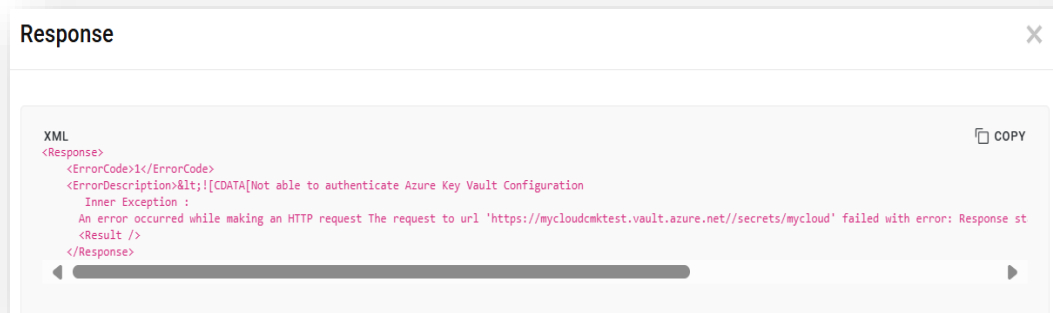 Response
XML
COPY
<Response>
<ErrorCode>1</ErrorCode>
<ErrorDescription>&lt;![CDATA[Not able to authenticate Azure Key Vault Configuration
Inner Exception :
An error occurred while making an HTTP request The request to url 'https://mycloudcmktest.vault.azure.net//secrets/mycloud' failed with error: Response st
<Result />
</Response>